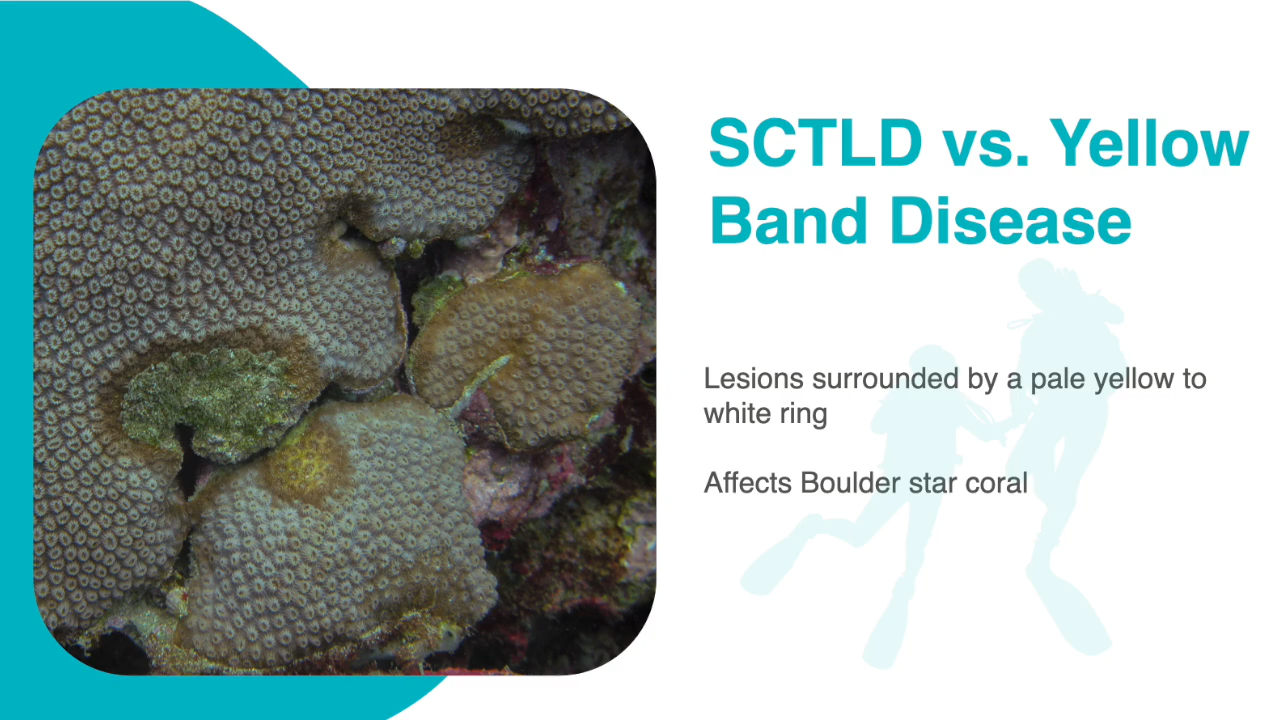 SCTLD vs. Yellow
Band Disease
Lesions surrounded by a pale yellow to
white ring
Affects Boulder star coral